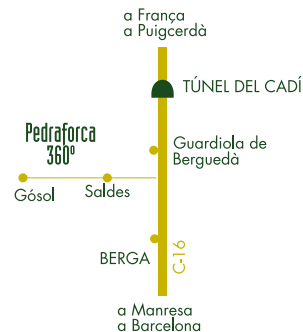 a França
a Puigcerdà
TÚNEL DEL CADÍ
Pedraforca
360º
Guardiola de
Berguedà
Gósol
Saldes
BERGA
C-16
a Manresa
a Barcelona